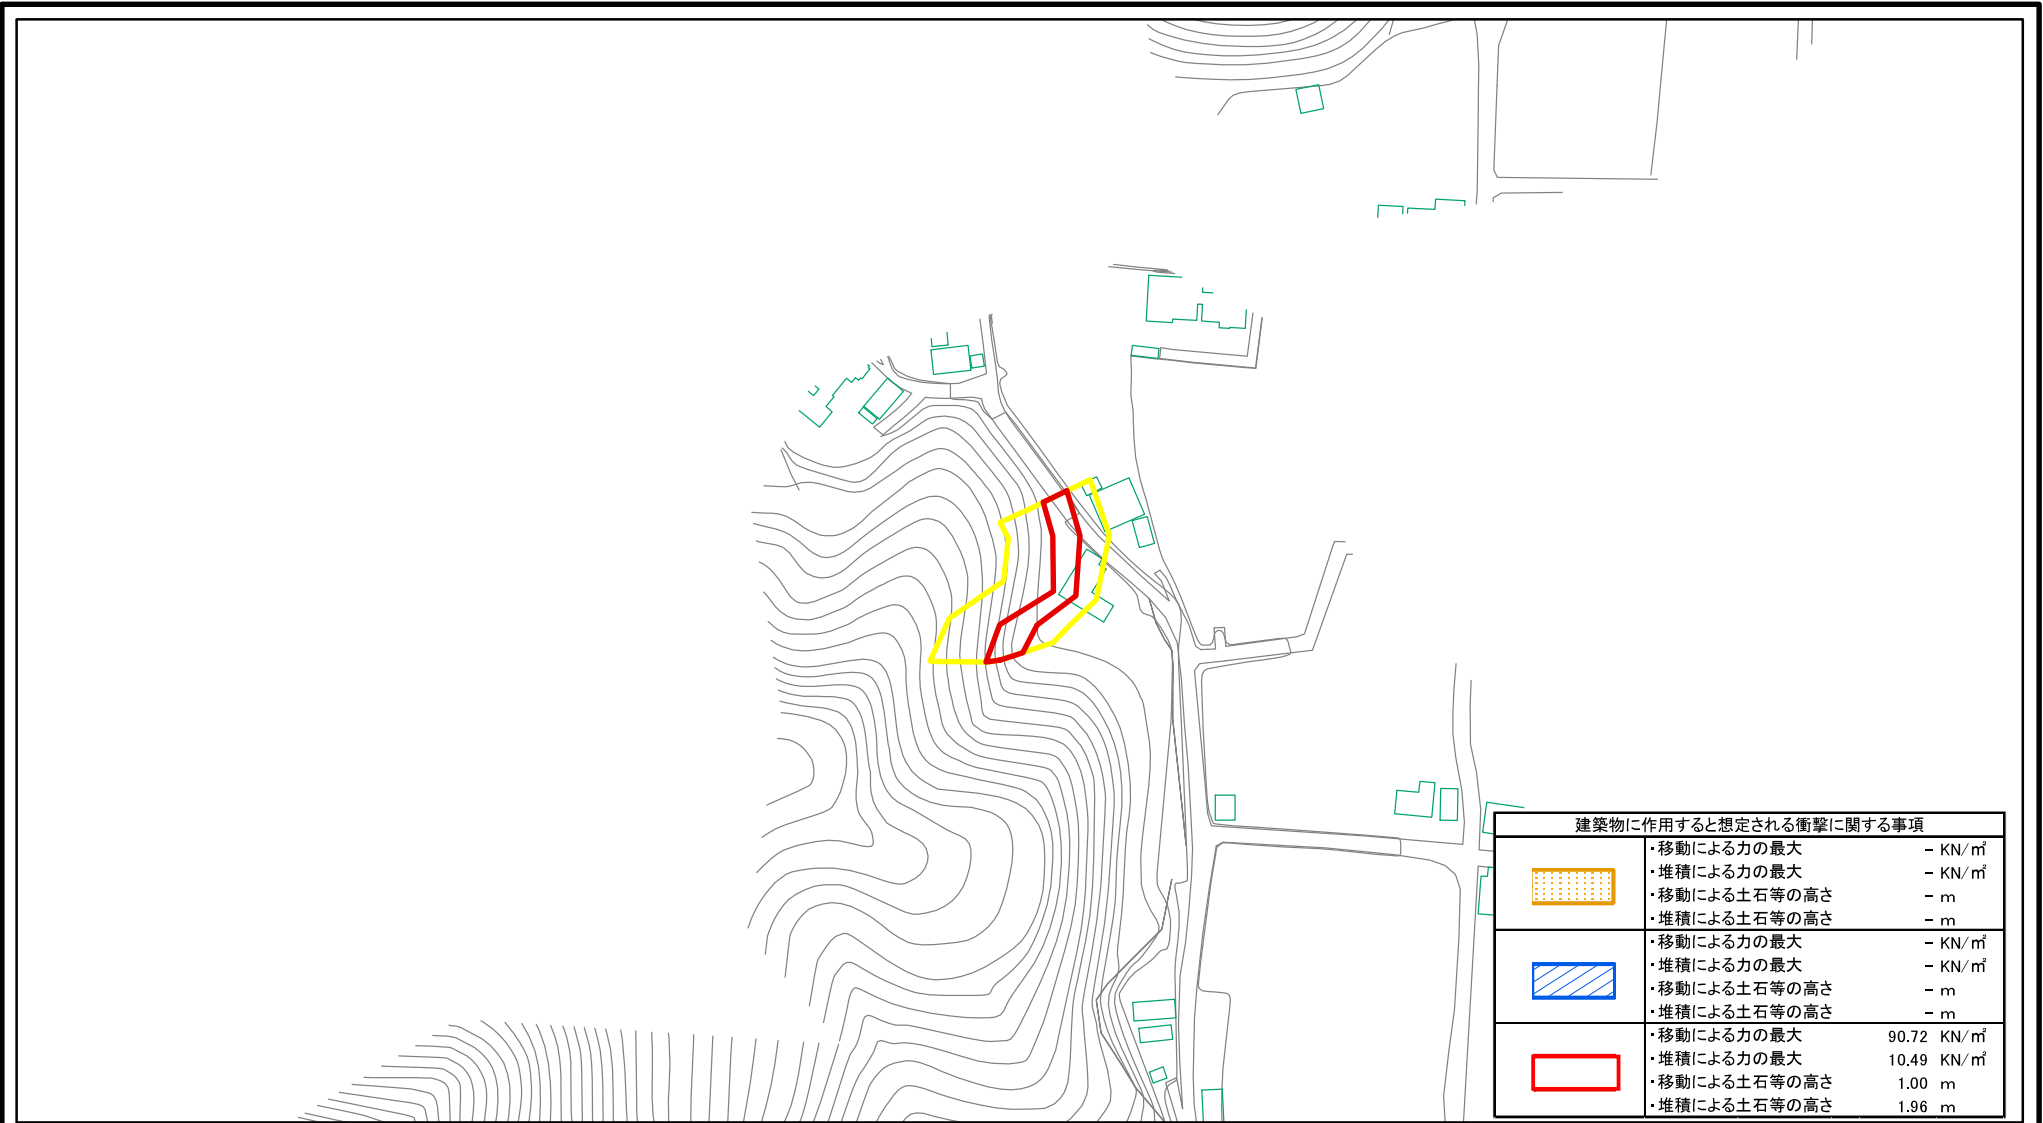 建築物に作用すると想定される衝撃に関する事項
・移動による力の最大 － KN/㎡
・堆積による力の最大 － KN/㎡
・移動による土石等の高さ － m
・堆積による土石等の高さ － m
・移動による力の最大 － KN/㎡
・堆積による力の最大 － KN/㎡
・移動による土石等の高さ － m
・堆積による土石等の高さ － m
・移動による力の最大 90.72 KN/㎡
・堆積による力の最大 10.49 KN/㎡
・移動による土石等の高さ 1.00 m
・堆積による土石等の高さ 1.96 m